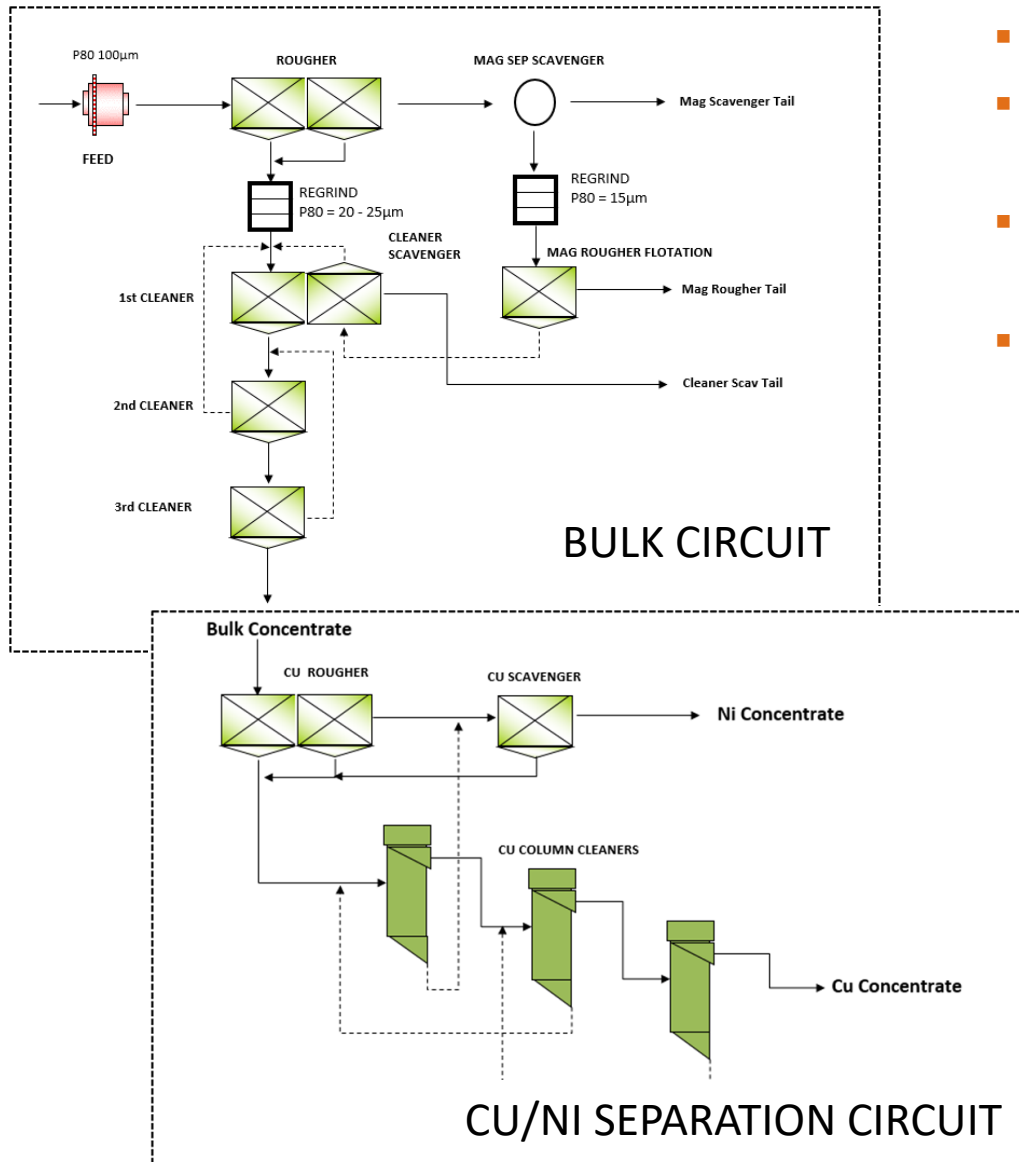 P80 100µm
ROUGHER
MAG SEP SCAVENGER
Mag Scavenger Tail
FEED
REGRIND
P80 = 20 - 25µm
REGRIND
P80 = 15µm
CLEANER
SCAVENGER
MAG ROUGHER FLOTATION
1st CLEANER
Mag Rougher Tail
Cleaner Scav Tail
2nd CLEANER
3rd CLEANER
BULK CIRCUIT
Bulk Concentrate
CU ROUGHER
CU SCAVENGER
Ni Concentrate
CU COLUMN CLEANERS
Cu Concentrate
CU/NI SEPARATION CIRCUIT